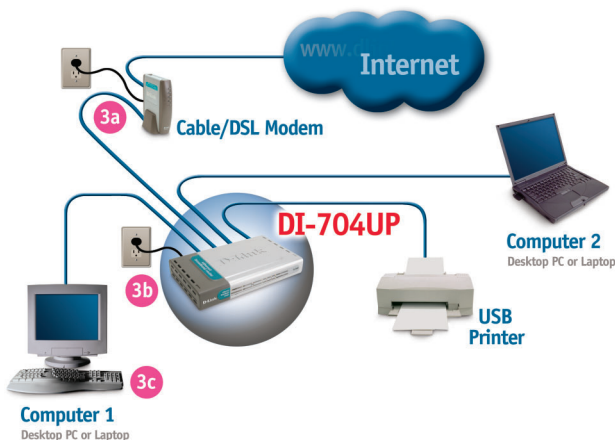 www.d
Internet
3a
Cable/DSL Modem
DI-704UP
D-Link
Computer 2
Desktop PC or Laptop
3b
USB
Printer
3c
Computer 1
Desktop PC or Laptop